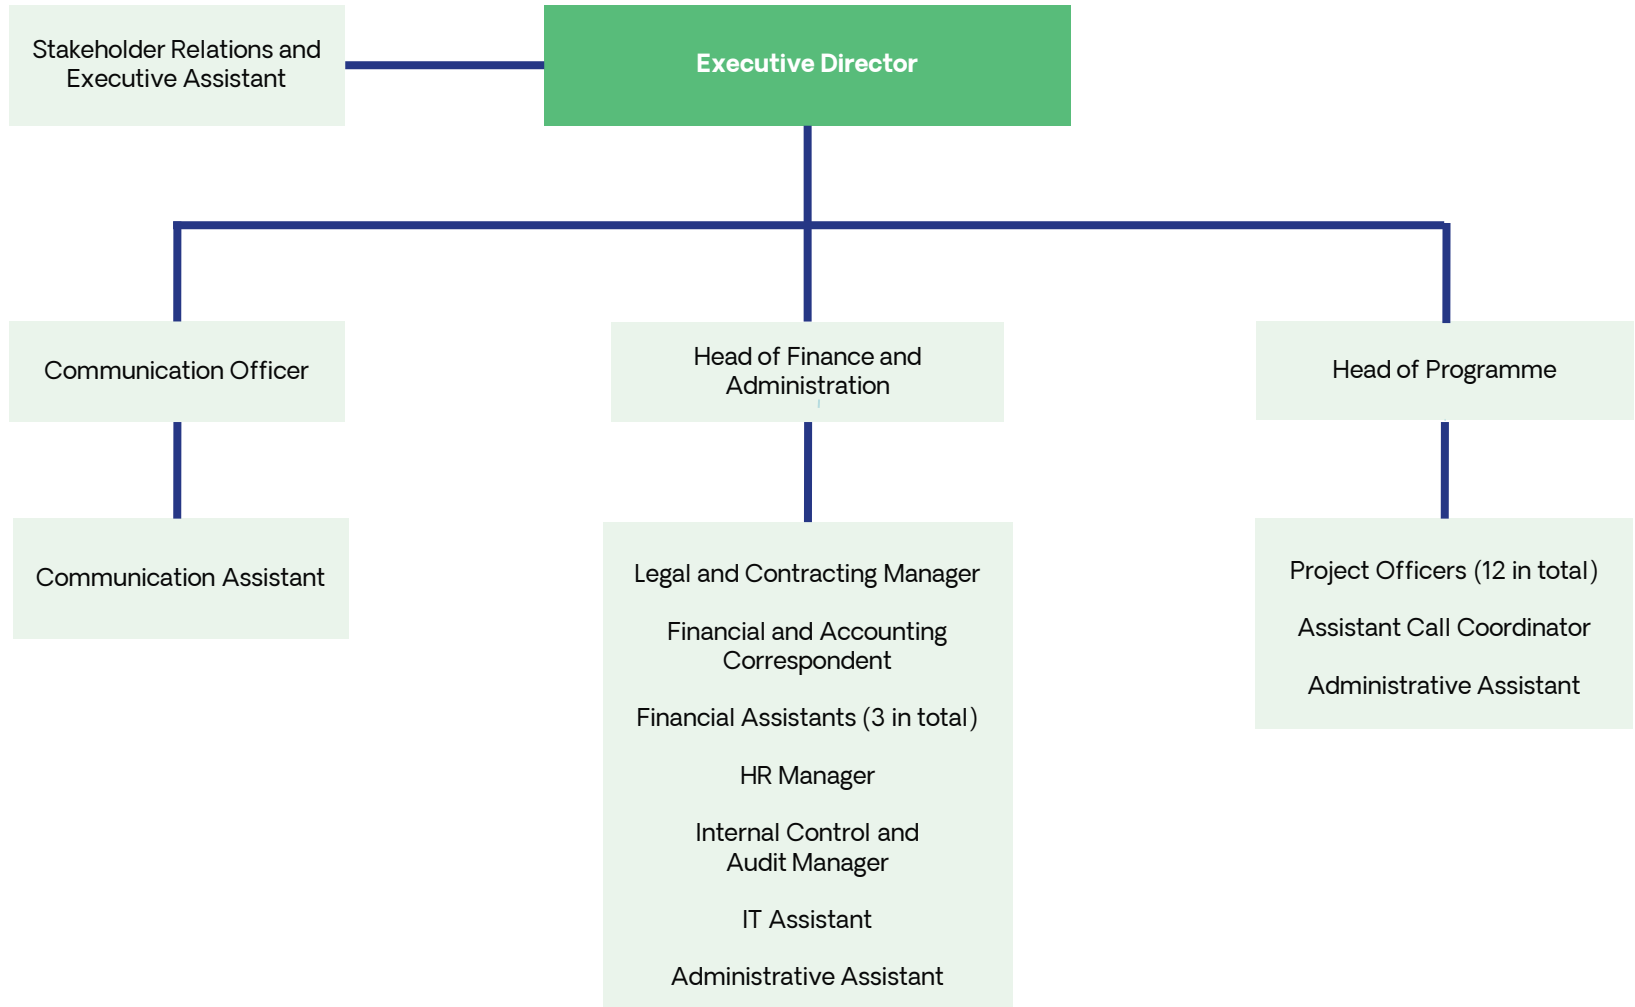 Stakeholder Relations and
Executive Assistant
Executive Director
Communication Officer
Head of Finance and
Administration
Head of Programme
Communication Assistant
Legal and Contracting Manager
Financial and Accounting
Correspondent
Financial Assistants (3 in total)
HR Manager
Internal Control and
Audit Manager
IT Assistant
Administrative Assistant
Project Officers (12 in total)
Assistant Call Coordinator
Administrative Assistant